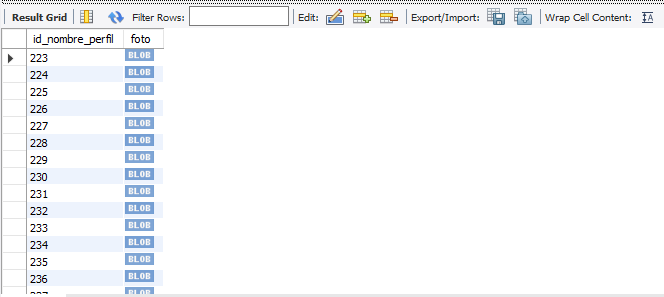 Result Grid Filter Rows: Edit: Export/Import: Wrap Cell Content: IA
id_nombre_perfil foto
223 BLOB
224 BLOB
225 BLOB
226 BLOB
227 BLOB
228 BLOB
229 BLOB
230 BLOB
231 BLOB
232 BLOB
233 BLOB
234 BLOB
235 BLOB
236 BLOB